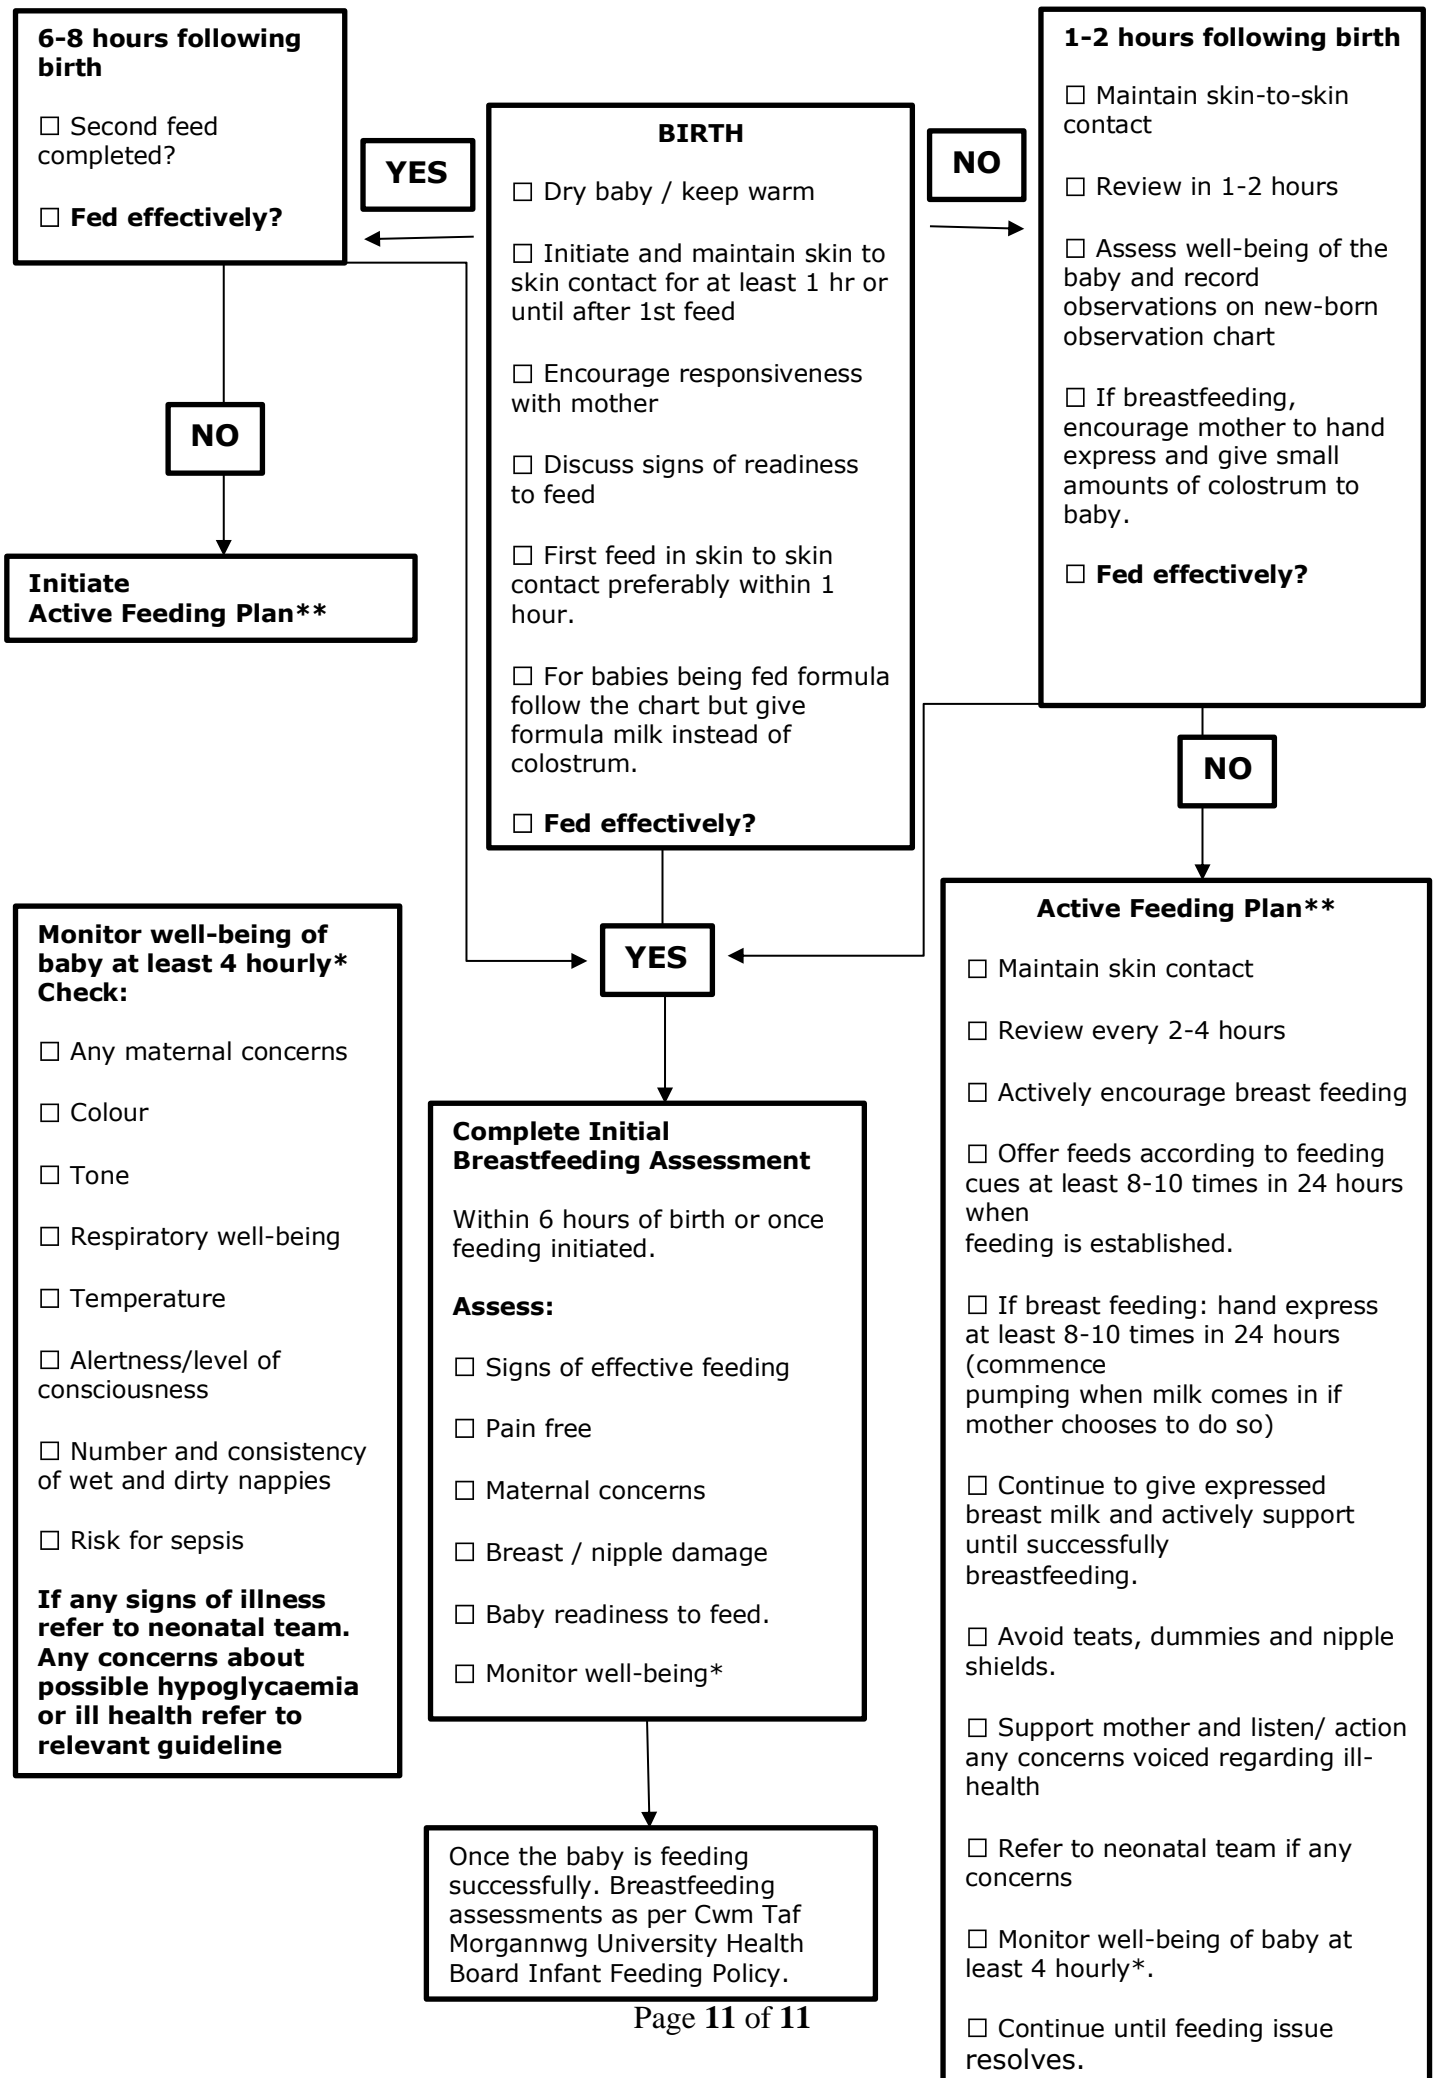 6-8 hours following
birth
☐ Second feed
completed?
☐ Fed effectively?
YES
BIRTH
☐ Dry baby / keep warm
☐ Initiate and maintain skin to
skin contact for at least 1 hr or
until after 1st feed
☐ Encourage responsiveness
with mother
☐ Discuss signs of readiness
to feed
☐ First feed in skin to skin
contact preferably within 1
hour.
☐ For babies being fed formula
follow the chart but give
formula milk instead of
colostrum.
☐ Fed effectively?
NO
1-2 hours following birth
☐ Maintain skin-to-skin
contact
☐ Review in 1-2 hours
☐ Assess well-being of the
baby and record
observations on new-born
observation chart
☐ If breastfeeding,
encourage mother to hand
express and give small
amounts of colostrum to
baby.
☐ Fed effectively?
NO
Initiate
Active Feeding Plan**
NO
YES
Monitor well-being of
baby at least 4 hourly*
Check:
☐ Any maternal concerns
☐ Colour
☐ Tone
☐ Respiratory well-being
☐ Temperature
☐ Alertness/level of
consciousness
☐ Number and consistency
of wet and dirty nappies
☐ Risk for sepsis
If any signs of illness
refer to neonatal team.
Any concerns about
possible hypoglycaemia
or ill health refer to
relevant guideline
Complete Initial
Breastfeeding Assessment
Within 6 hours of birth or once
feeding initiated.
Assess:
☐ Signs of effective feeding
☐ Pain free
☐ Maternal concerns
☐ Breast / nipple damage
☐ Baby readiness to feed.
☐ Monitor well-being*
Once the baby is feeding
successfully. Breastfeeding
assessments as per Cwm Taf
Morgannwg University Health
Board Infant Feeding Policy.
Active Feeding Plan**
☐ Maintain skin contact
☐ Review every 2-4 hours
☐ Actively encourage breast feeding
☐ Offer feeds according to feeding
cues at least 8-10 times in 24 hours
when
feeding is established.
☐ If breast feeding: hand express
at least 8-10 times in 24 hours
(commence
pumping when milk comes in if
mother chooses to do so)
☐ Continue to give expressed
breast milk and actively support
until successfully
breastfeeding.
☐ Avoid teats, dummies and nipple
shields.
☐ Support mother and listen/ action
any concerns voiced regarding ill-
health
☐ Refer to neonatal team if any
concerns
☐ Monitor well-being of baby at
least 4 hourly*.
☐ Continue until feeding issue
resolves.
Page 11 of 11